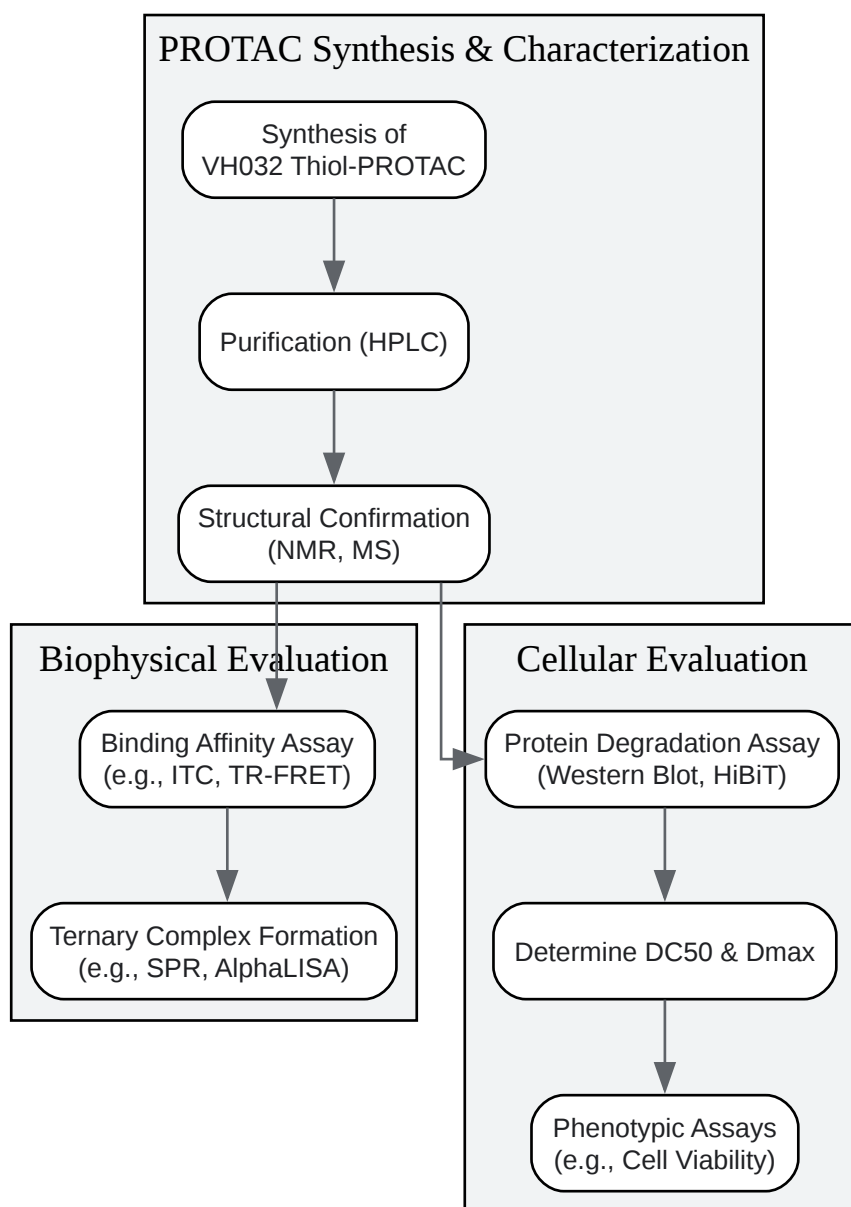 PROTAC Synthesis & Characterization
Synthesis of
VH032 Thiol-PROTAC
Purification (HPLC)
Structural Confirmation
(NMR, MS)
Biophysical Evaluation
Binding Affinity Assay
(e.g., ITC, TR-FRET)
Ternary Complex Formation
(e.g., SPR, AlphaLISA)
Cellular Evaluation
Protein Degradation Assay
(Western Blot, HiBiT)
Determine DC50 & Dmax
Phenotypic Assays
(e.g., Cell Viability)